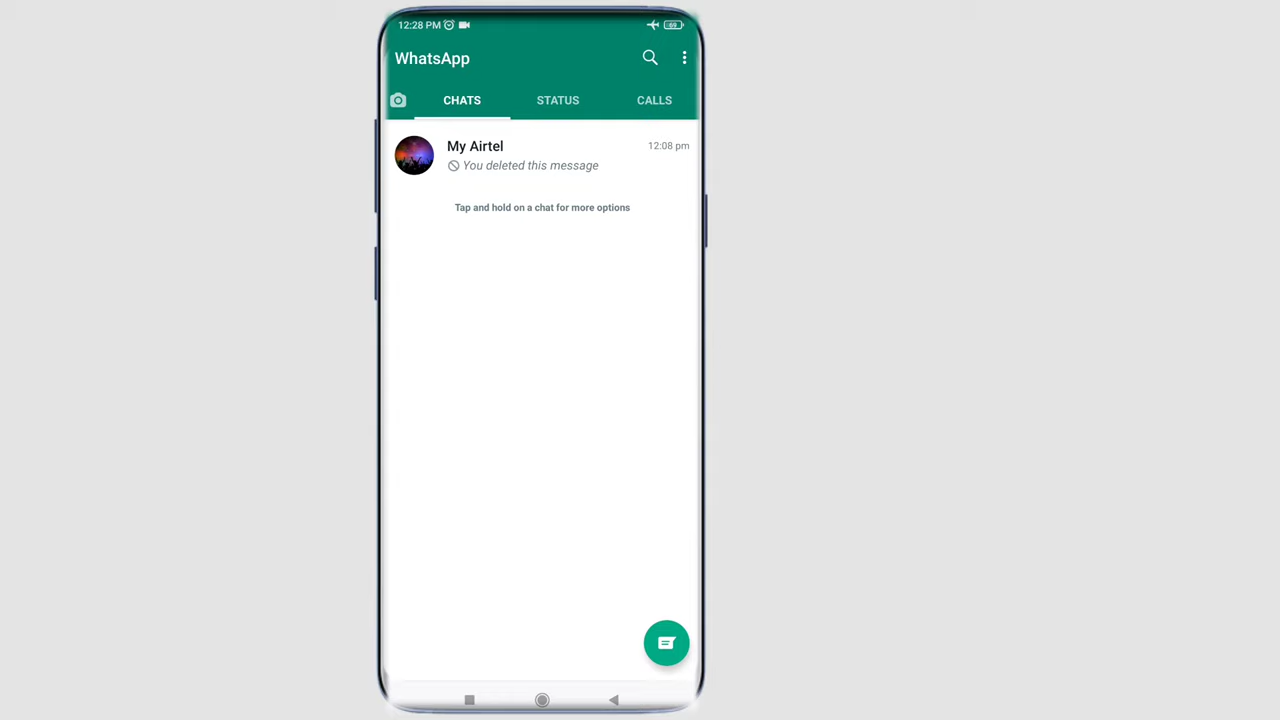 12:28 PM 69
WhatsApp
CHATS STATUS CALLS
My Airtel 12:08 pm
You deleted this message
Tap and hold on a chat for more options